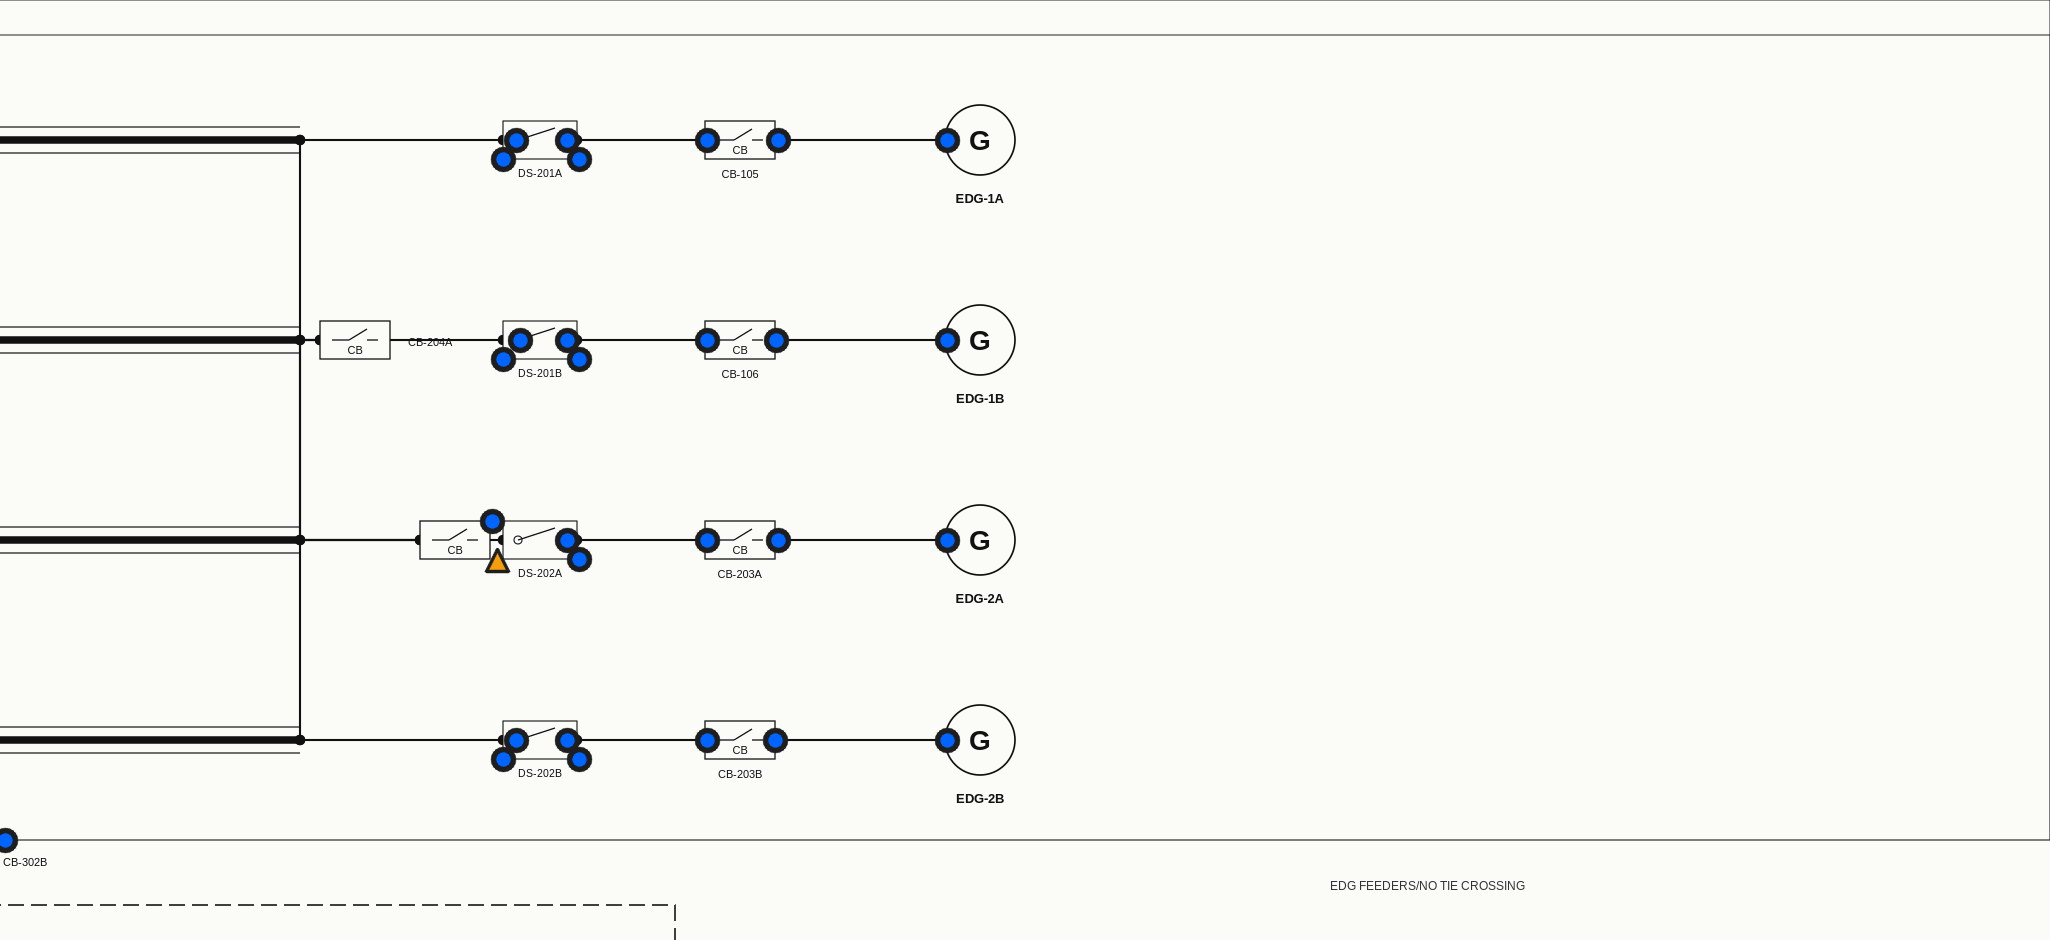 CB
G
DS-201A
CB-105
EDG-1A
CB
CB-204A
CB
G
DS-201B
CB-106
EDG-1B
CB
CB
G
DS-202A
CB-203A
EDG-2A
CB
G
DS-202B
CB-203B
EDG-2B
CB-302B
EDG FEEDERS/NO TIE CROSSING